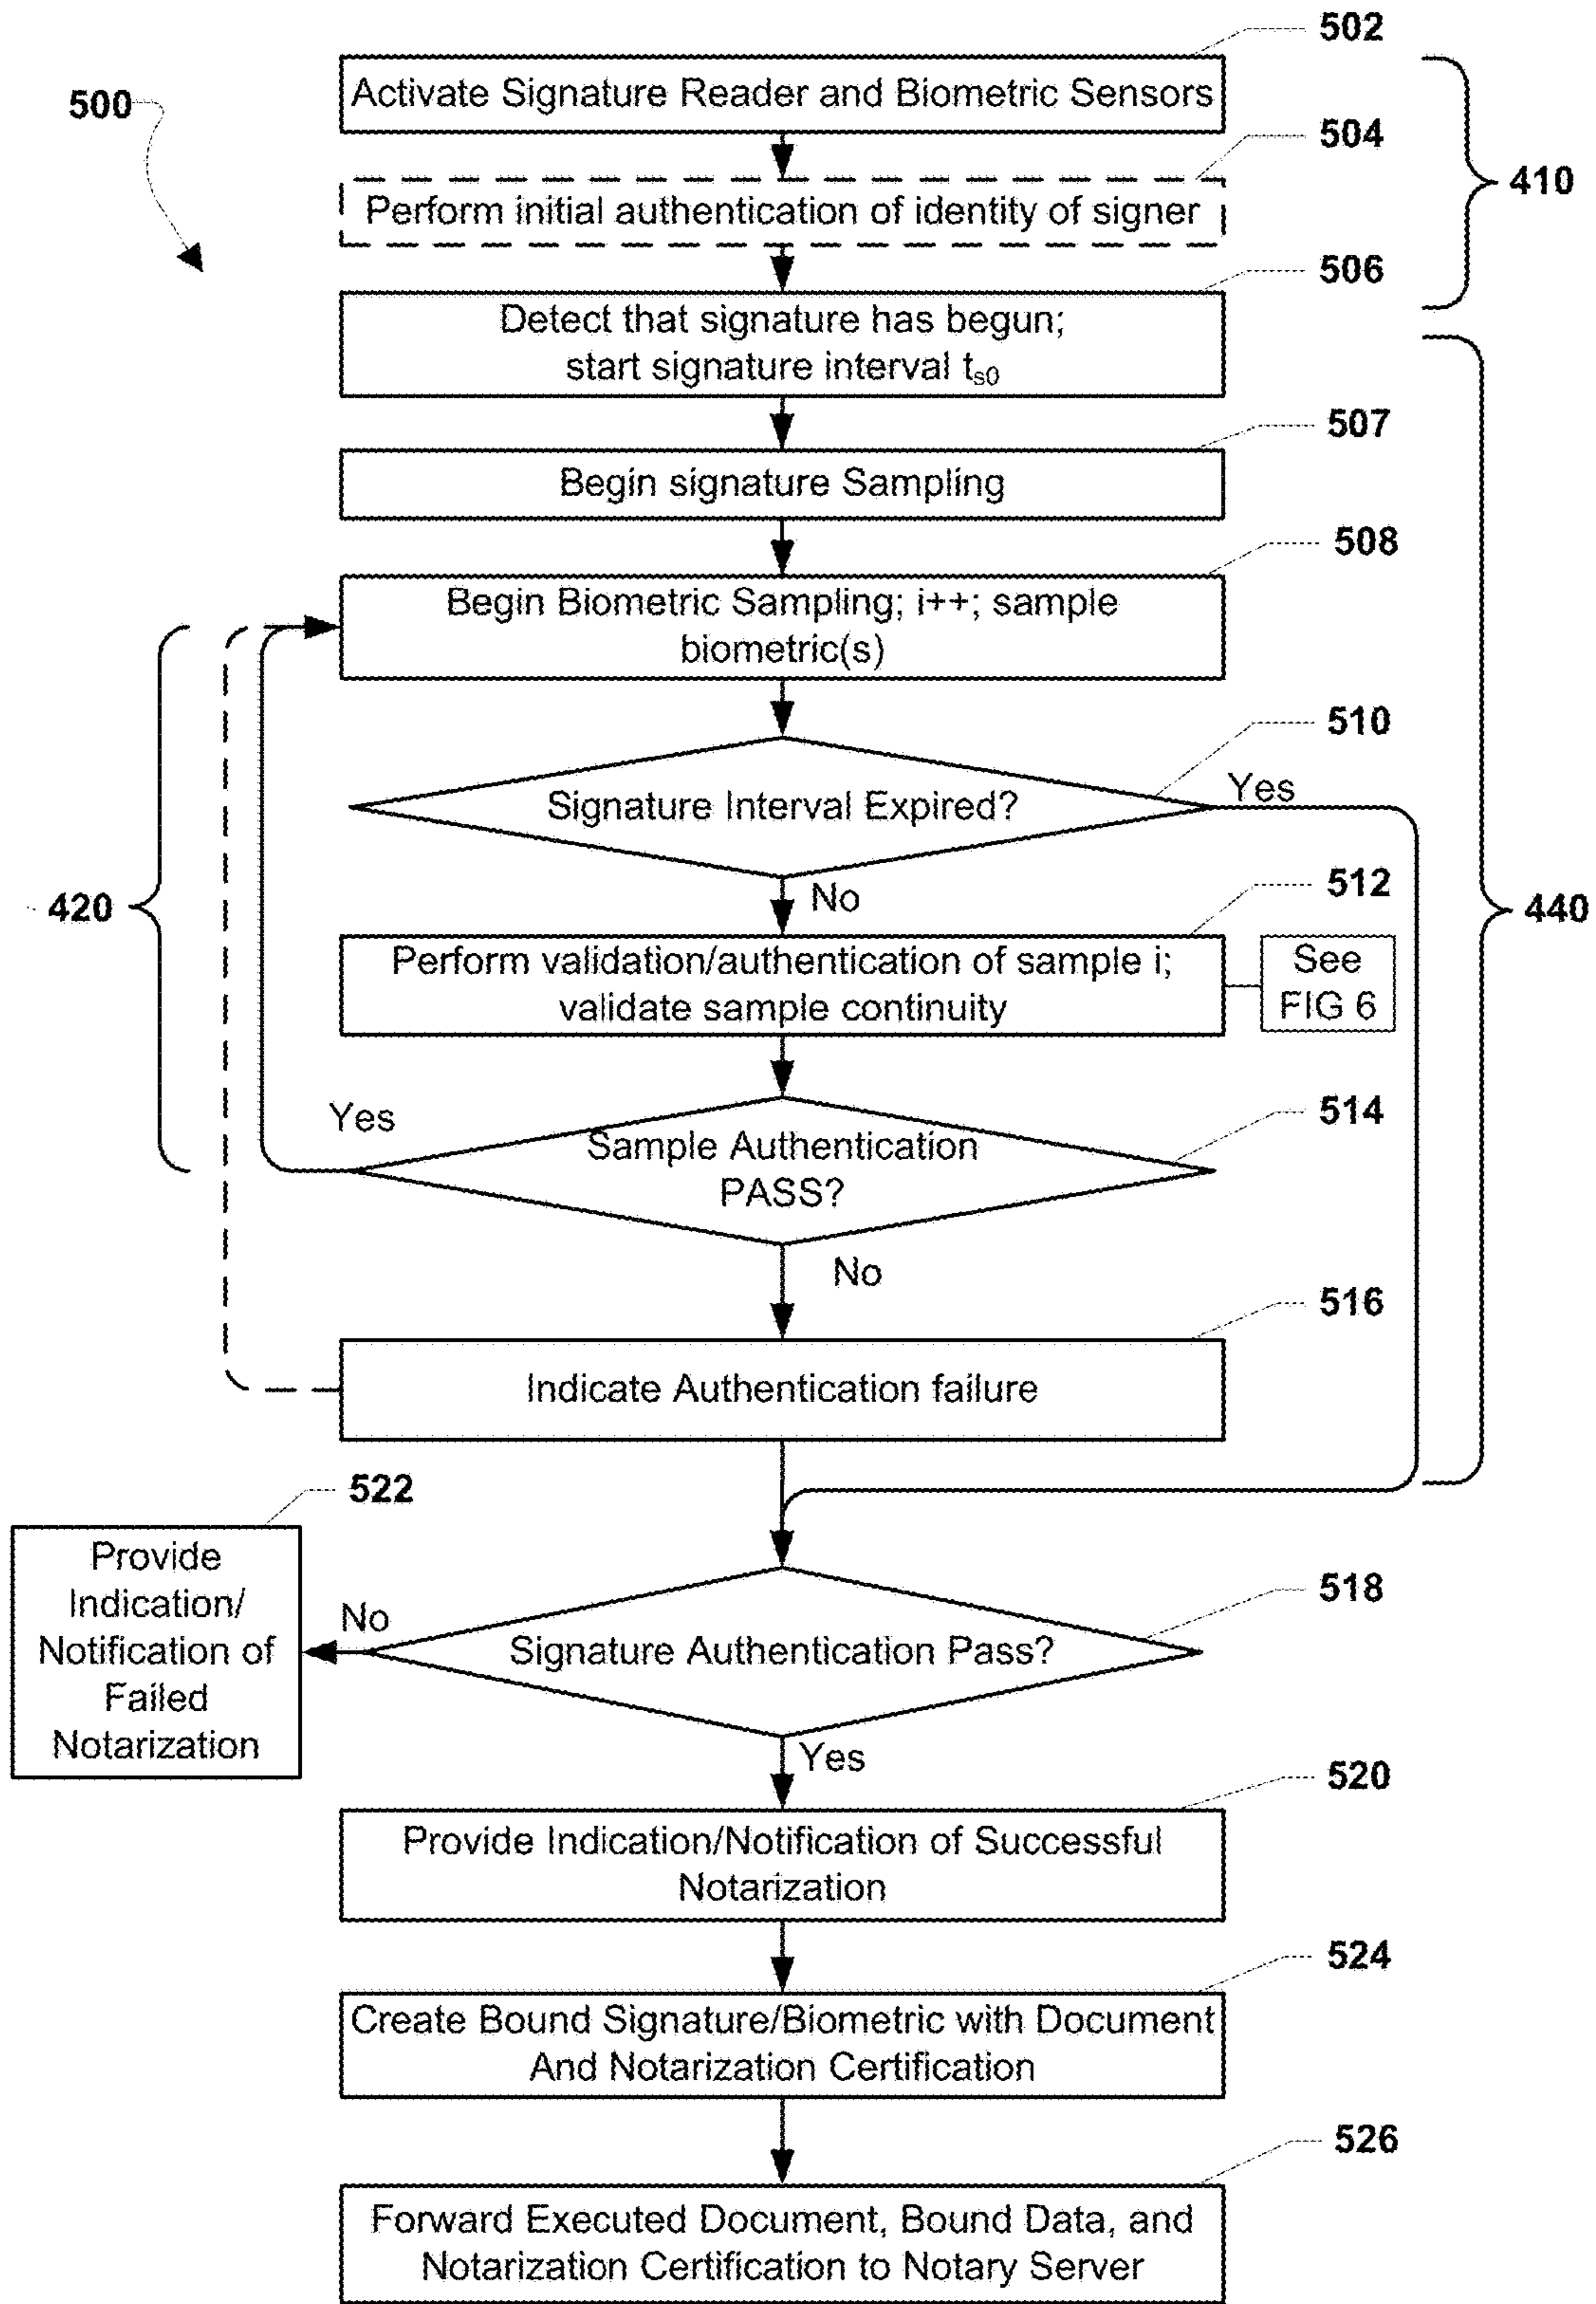 502
Activate Signature Reader and Biometric Sensors
500
504
Perform initial authentication of identity of signer
410
506
Detect that signature has begun;
start signature interval ts0
507
Begin signature Sampling
508
Begin Biometric Sampling; i++; sample
biometric(s)
510
Signature Interval Expired?
Yes
No
512
420
440
Perform validation/authentication of sample i;
validate sample continuity
See
FIG 6
514
Yes
Sample Authentication
PASS?
No
516
Indicate Authentication failure
522
Provide
Indication/
Notification of
Failed
Notarization
518
No
Signature Authentication Pass?
Yes
520
Provide Indication/Notification of Successful
Notarization
524
Create Bound Signature/Biometric with Document
And Notarization Certification
526
Forward Executed Document, Bound Data, and
Notarization Certification to Notary Server